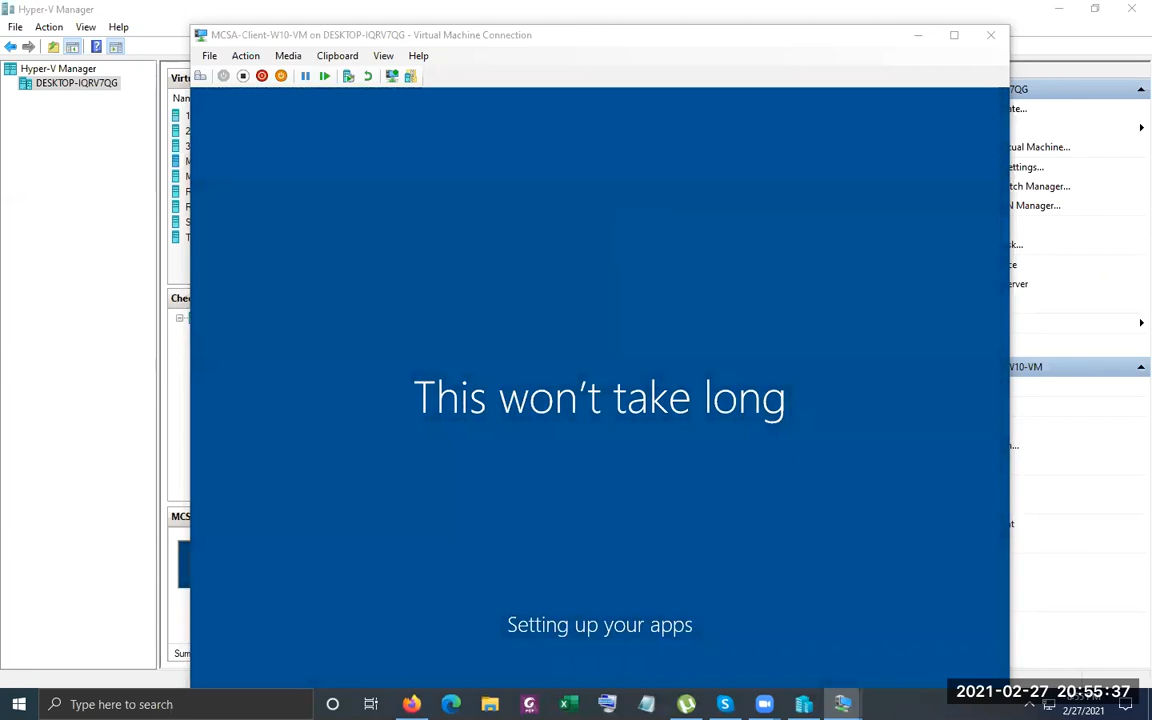 Hyper-V Manager
File Action View Help
Hyper-V Manager
DESKTOP-IQRV7QG
MCSA-Client-W10-VM on DESKTOP-IQRV7QG - Virtual Machine Connection
File Action Media Clipboard View Help
This won't take long
Setting up your apps
Type here to search
2021-02-27 20:55:37
2/27/2021